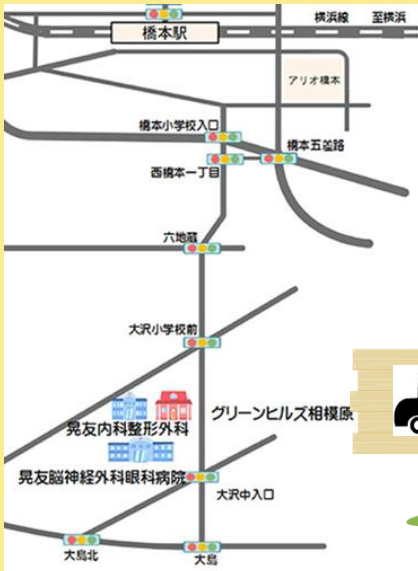 横浜線 至横浜
橋本駅
アリオ橋本
橋本小学校入口
橋本五差路
西橋本一丁目
六地蔵
大沢小学校前
グリーンヒルズ相模原
晃友内科整形外科
晃友脳神経外科眼科病院
大沢中入口
大島北
大島